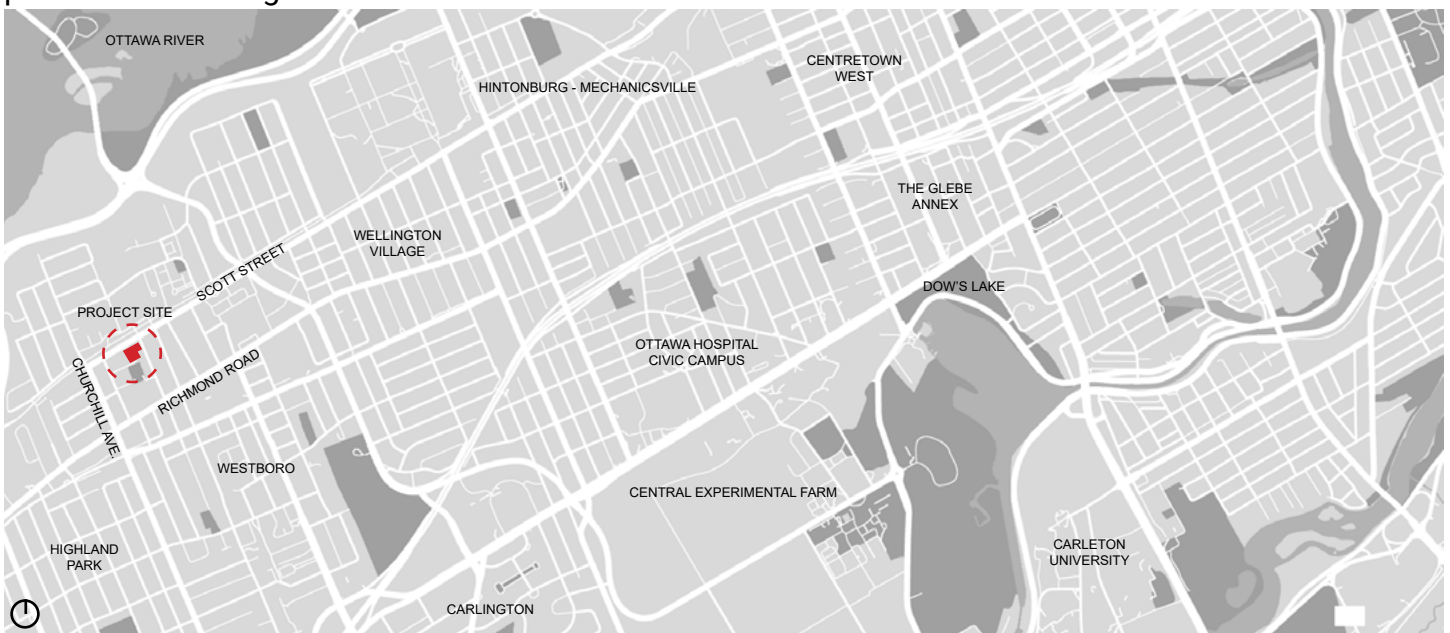 OTTAWA RIVER
HINTONBURG - MECHANICSVILLE
CENTRETOWN
WEST
THE GLEBE
ANNEX
WELLINGTON
VILLAGE
SCOTT STREET
DOW'S LAKE
PROJECT SITE
OTTAWA HOSPITAL
CIVIC CAMPUS
RICHMOND ROAD
CHURCHILL AVE.
WESTBORO
CENTRAL EXPERIMENTAL FARM
HIGHLAND
PARK
CARLETON
UNIVERSITY
CARLINGTON